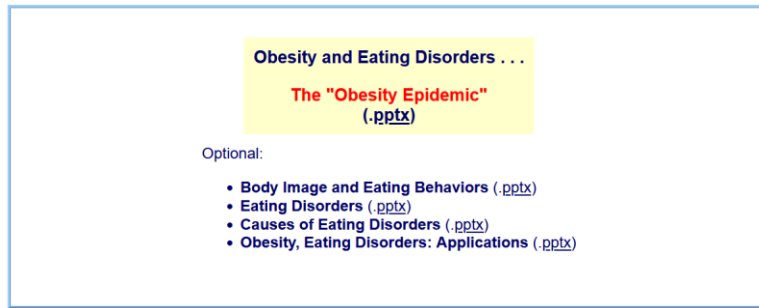 Obesity and Eating Disorders . . .
The "Obesity Epidemic"
(.pptx)
Optional:
• Body Image and Eating Behaviors (.pptx)
• Eating Disorders (.pptx)
• Causes of Eating Disorders (.pptx)
• Obesity, Eating Disorders: Applications (.pptx)